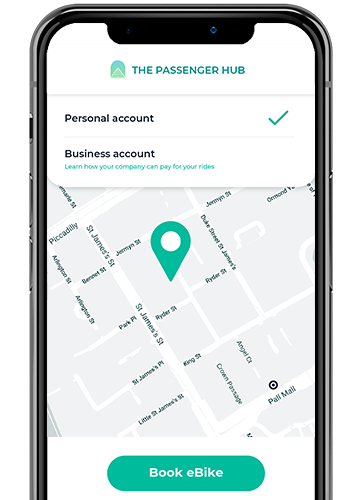 THE PASSENGER HUB
Personal account
Business account
Learn how your company can pay for your rides
Jermyn St
Ormond
Piccadilly
St James's St
Jermyn St
Duke Street St James's
Arlington St
Bennet St
Ryder St
Arlington St
Park Pl
Ryder St
St James's St
King St
Angel Ct
St James's Pl
Crown Passage
Pall Mall
Little St James's St
Book eBike